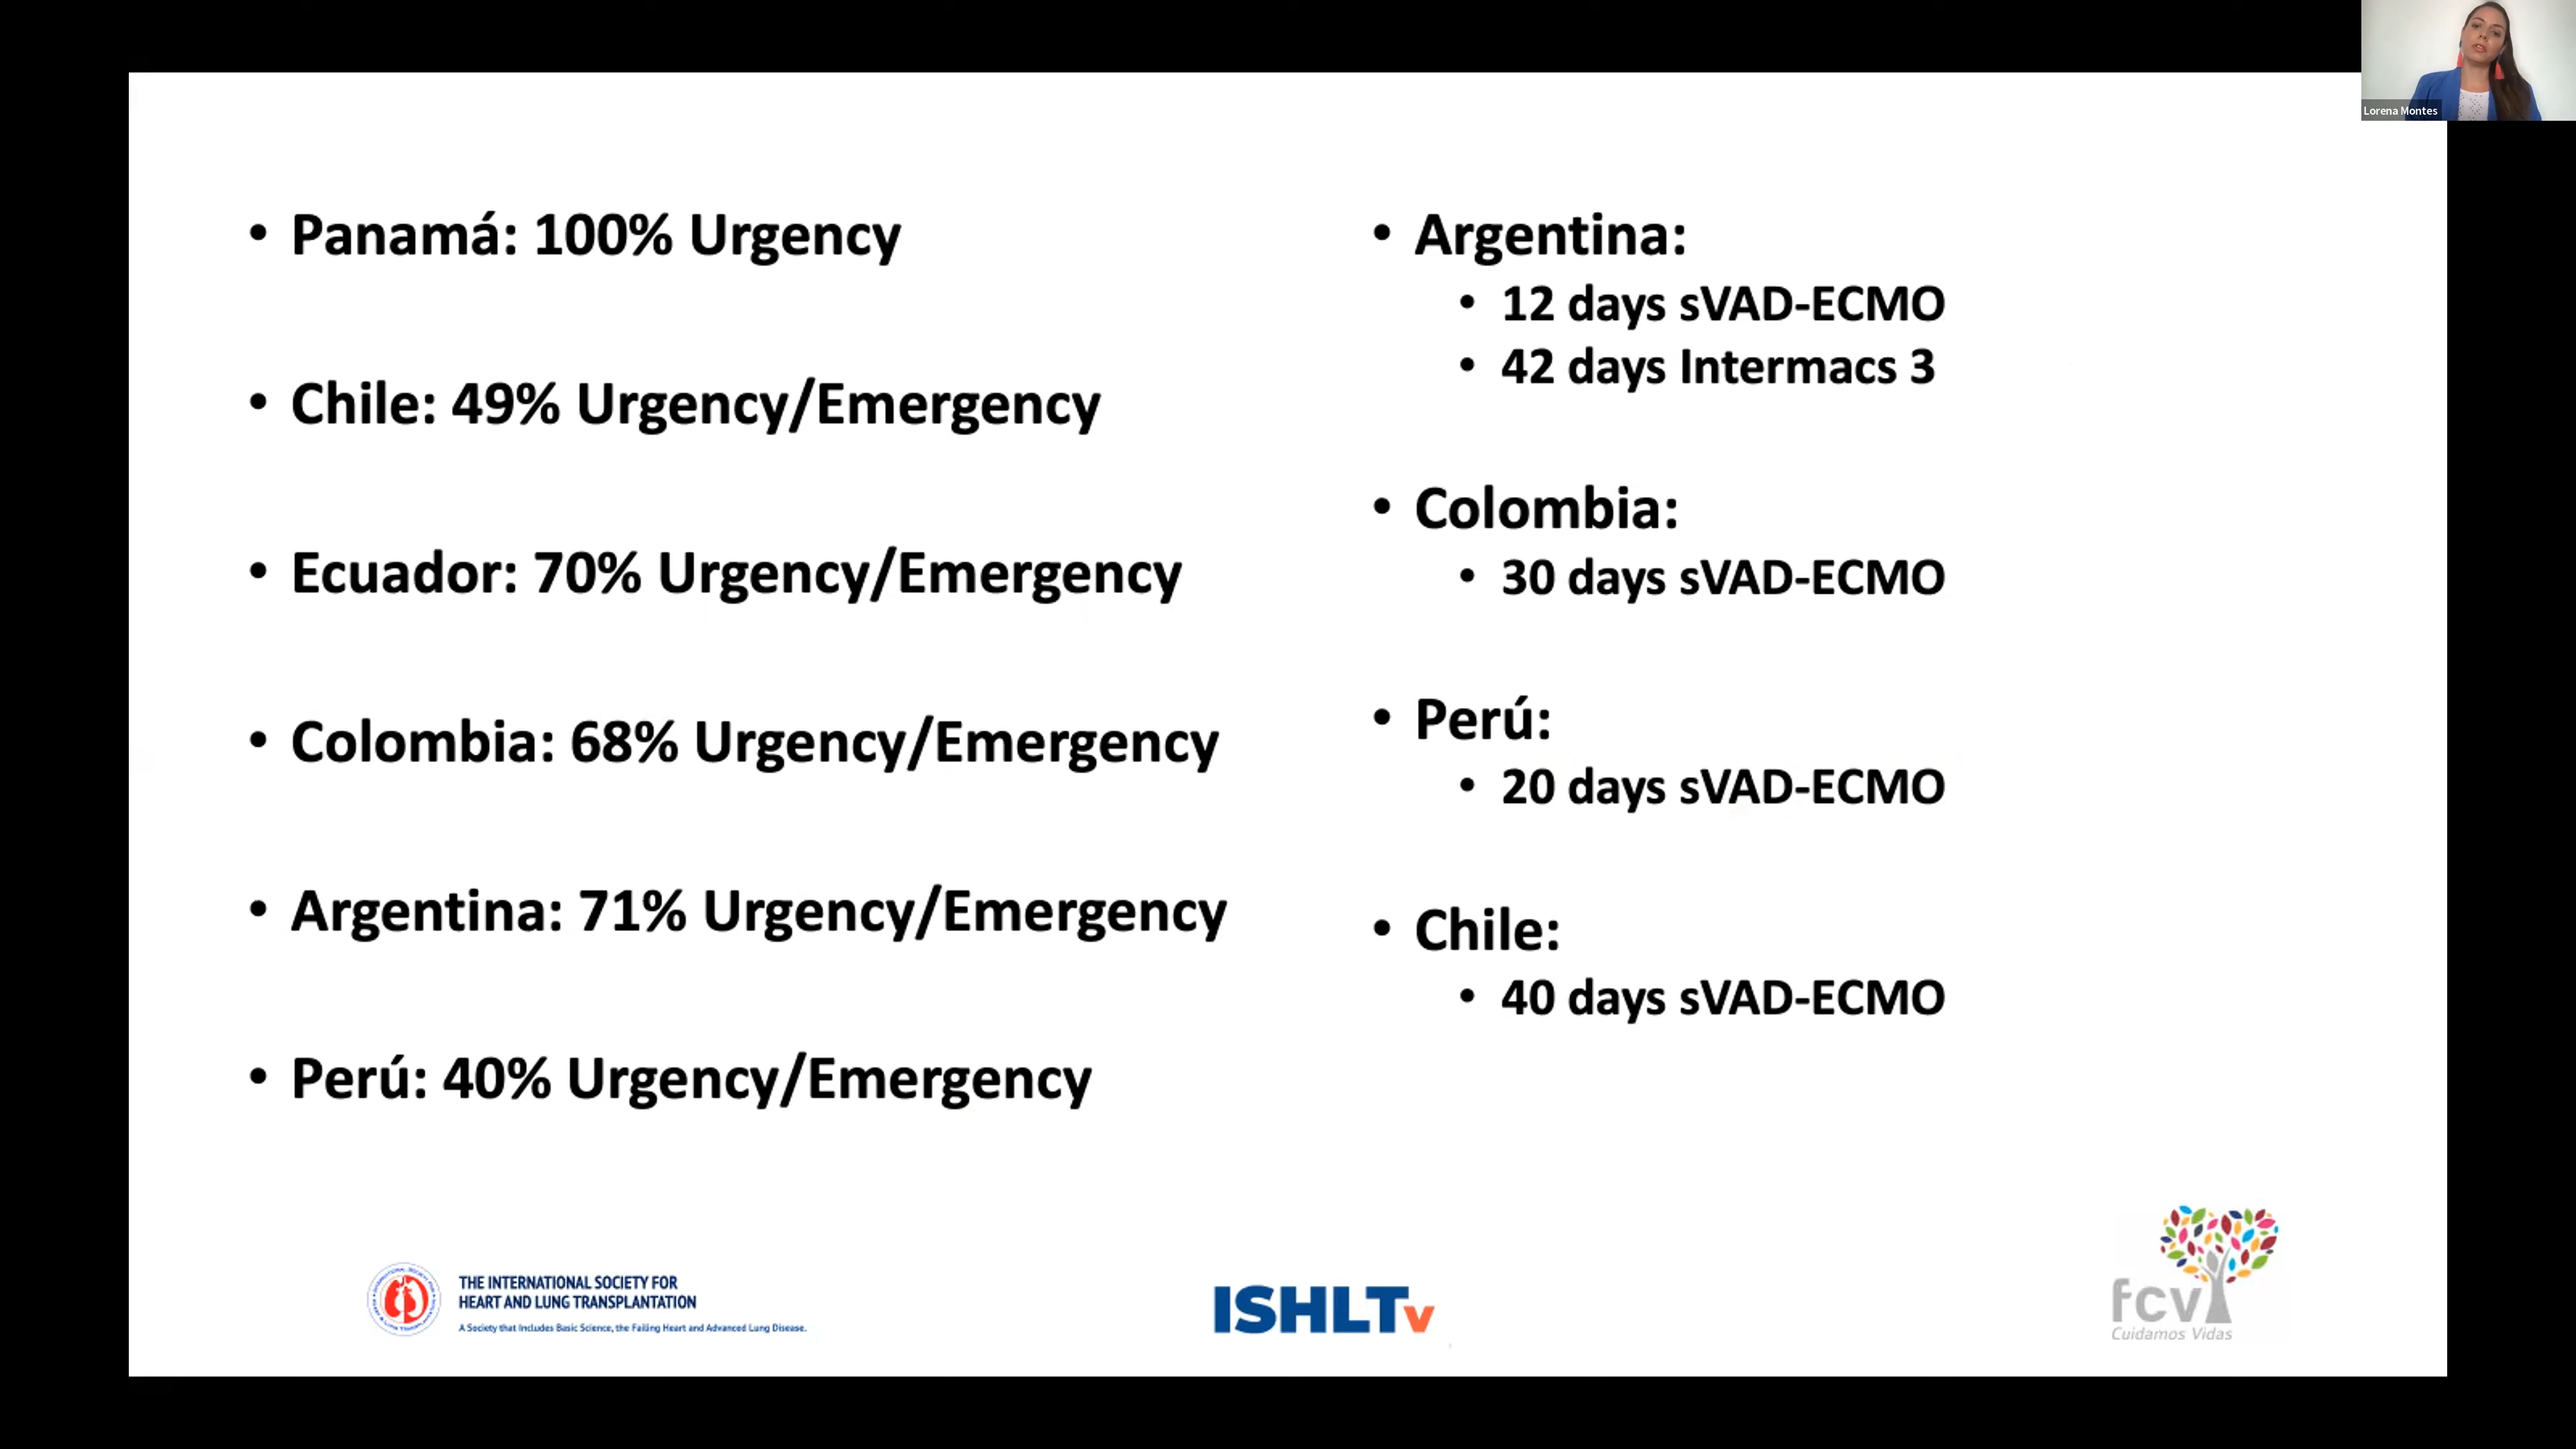 Lorena Montes
• Panamá: 100% Urgency
• Chile: 49% Urgency/Emergency
• Ecuador: 70% Urgency/Emergency
• Colombia: 68% Urgency/Emergency
• Argentina: 71% Urgency/Emergency
• Perú: 40% Urgency/Emergency
• Argentina:
• 12 days sVAD-ECMO
• 42 days Intermacs 3
• Colombia:
• 30 days sVAD-ECMO
• Perú:
• 20 days sVAD-ECMO
• Chile:
• 40 days sVAD-ECMO
THE INTERNATIONAL SOCIETY FOR
HEART AND LUNG TRANSPLANTATION
A Society that Includes Basic Science, the Failing Heart and Advanced Lung Disease.
ISHLTv
fcv
Cuidamos Vidas